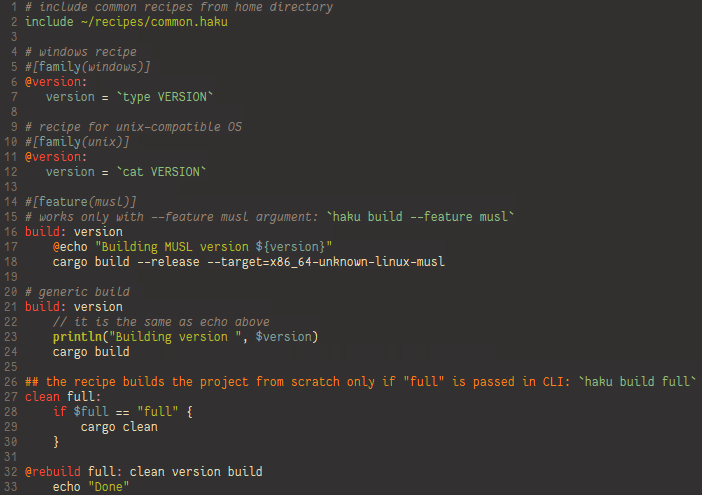 1 # include common recipes from home directory
2 include ~/recipes/common.haku
3
4 # windows recipe
5 #[family(windows)]
6 @version:
7    version = `type VERSION`
8
9 # recipe for unix-compatible OS
10 #[family(unix)]
11 @version:
12    version = `cat VERSION`
13
14 #[feature(musl)]
15 # works only with --feature musl argument: `haku build --feature musl`
16 build: version
17     @echo "Building MUSL version ${version}"
18     cargo build --release --target=x86_64-unknown-linux-musl
19
20 # generic build
21 build: version
22     // it is the same as echo above
23     println("Building version ", $version)
24     cargo build
25
26 ## the recipe builds the project from scratch only if "full" is passed in CLI: `haku build full`
27 clean full:
28     if $full == "full" {
29         cargo clean
30     }
31
32 @rebuild full: clean version build
33     echo "Done"